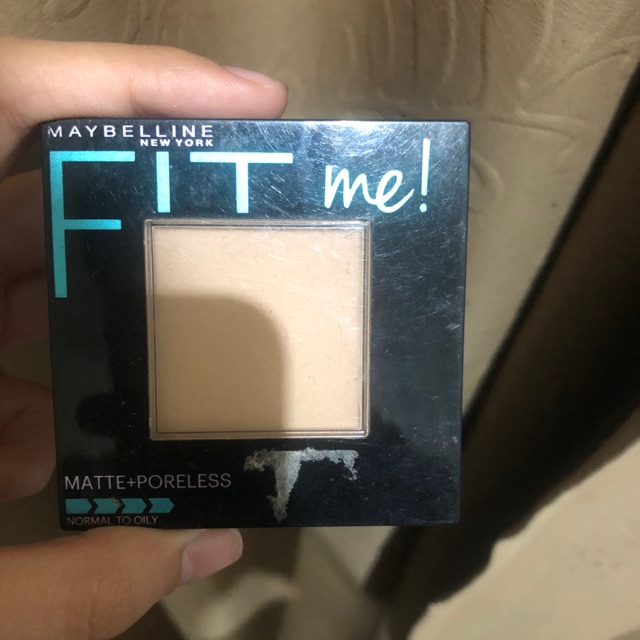 MAYBELLINE
NEW YORK
FIT me!
MATTE+PORELESS
NORMAL TO OILY